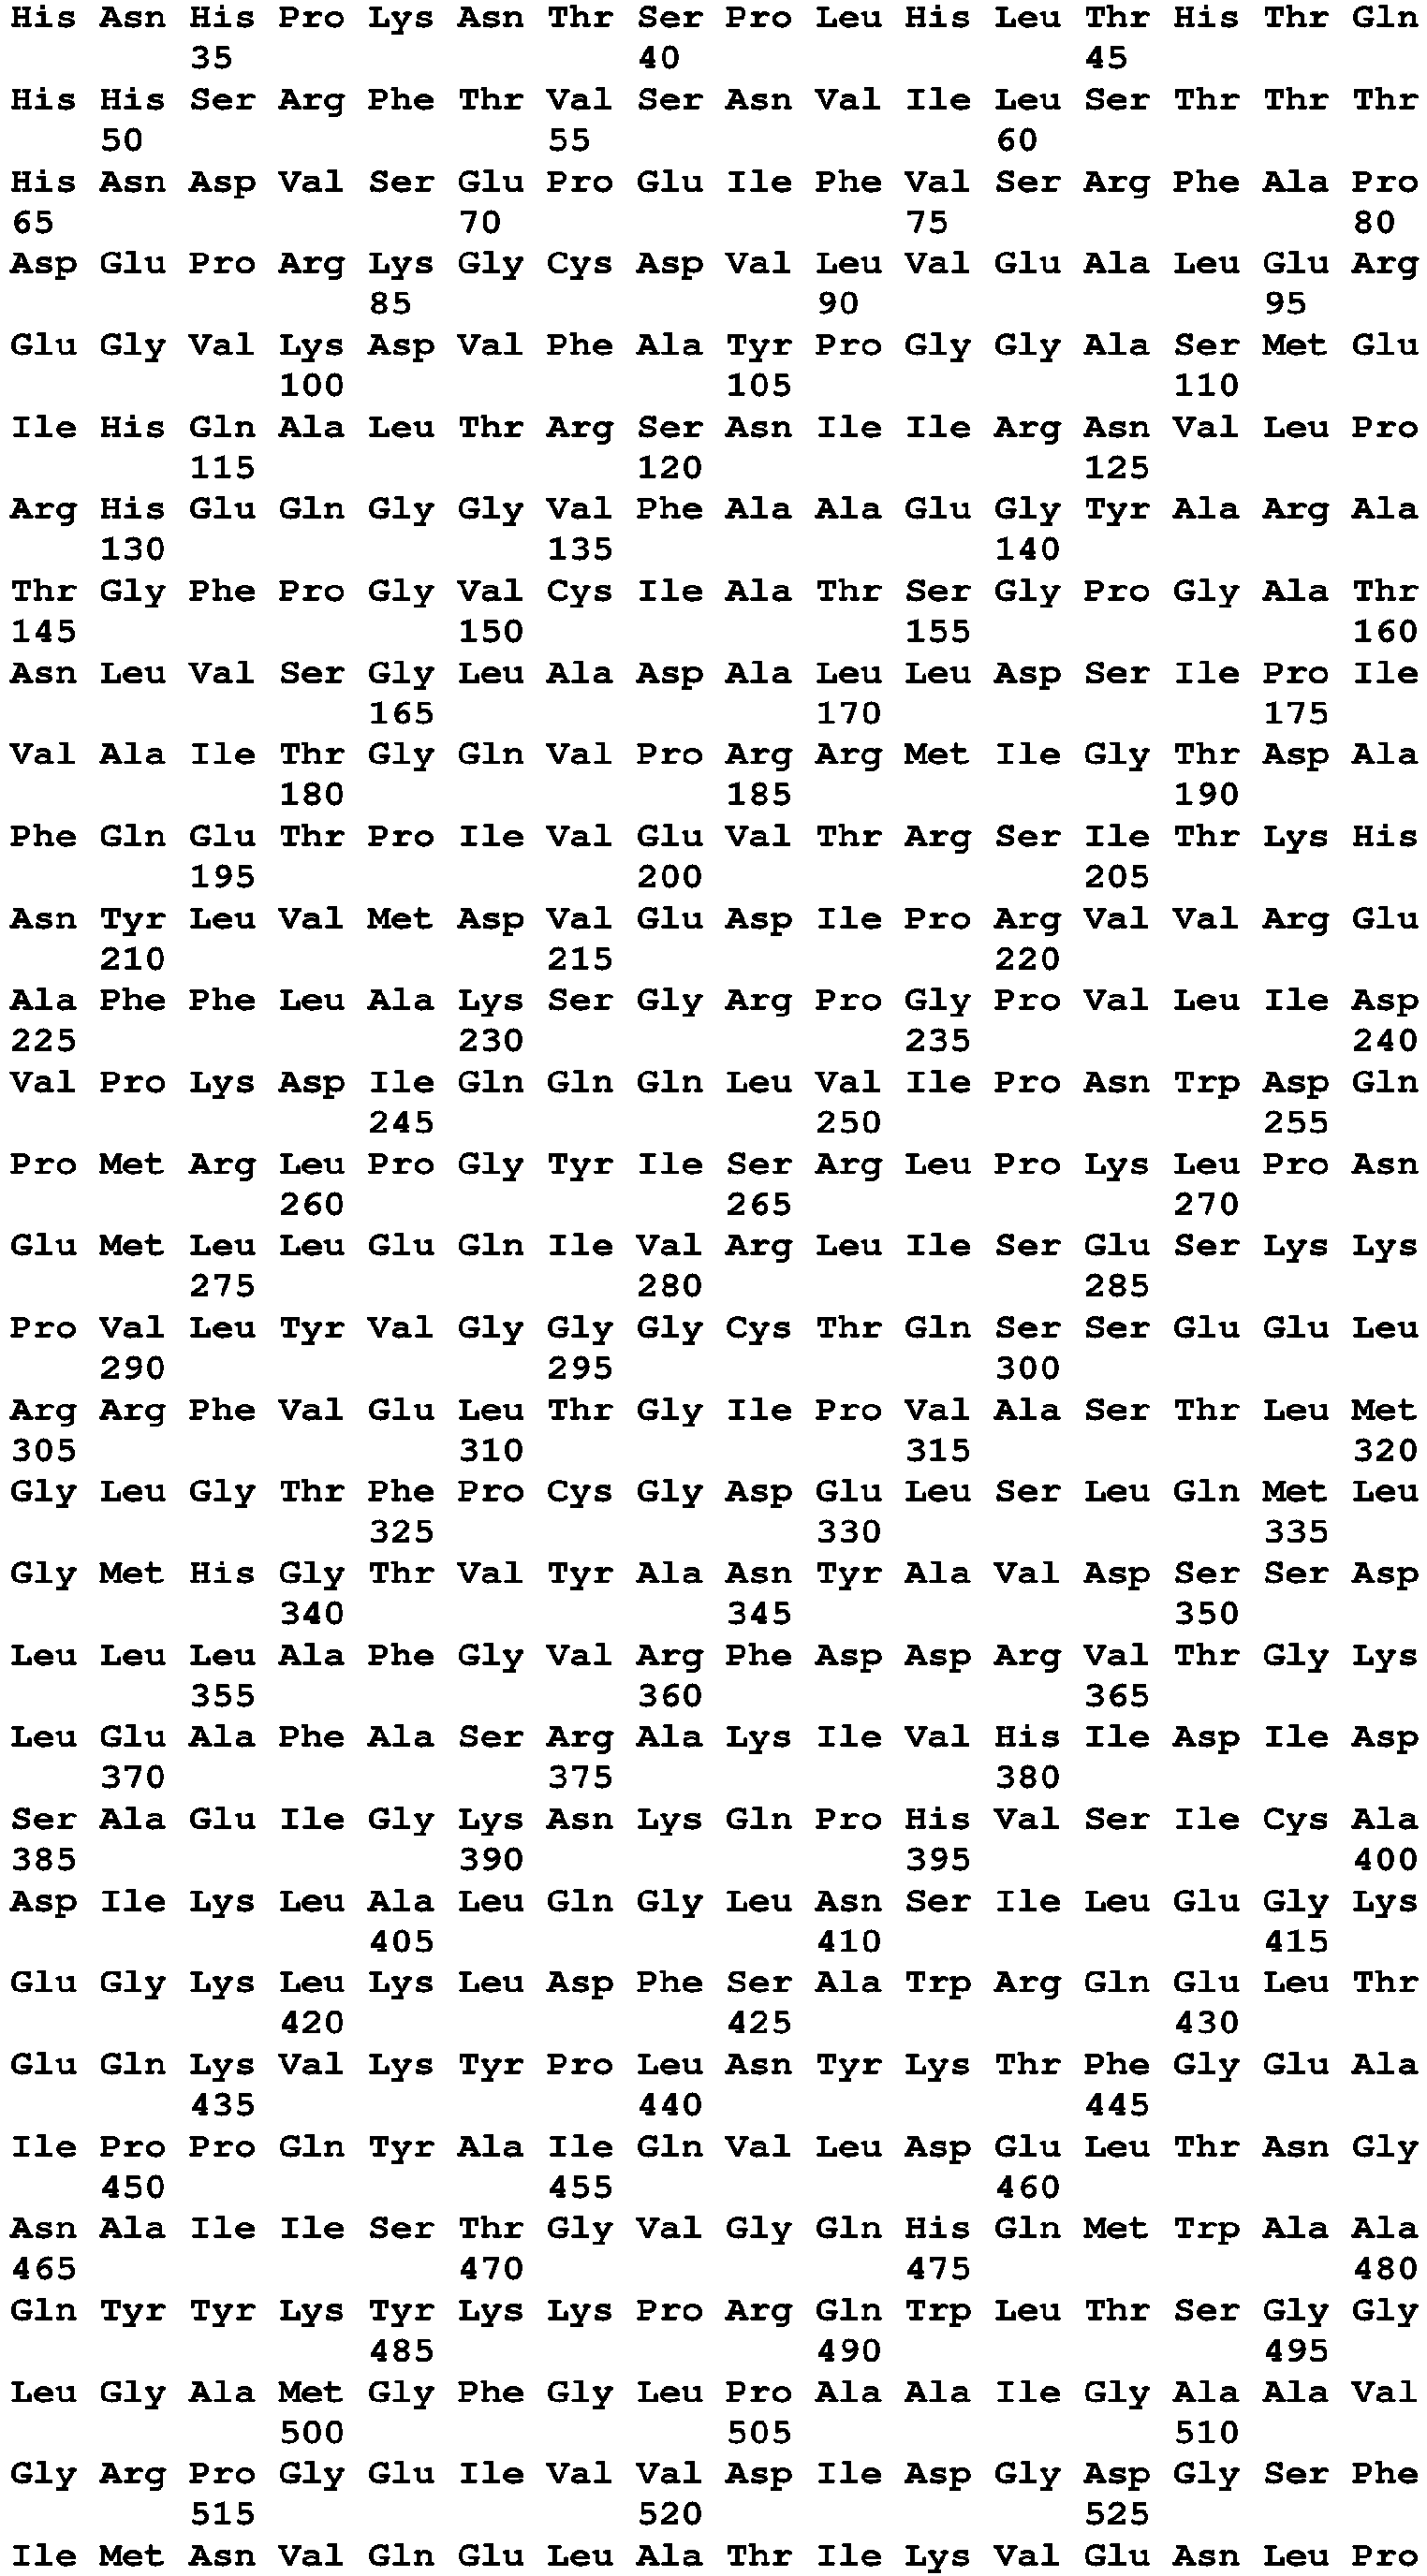 His Asn His Pro Lys Asn Thr Ser Pro Leu His Leu Thr His Thr Gln
35 40 45
His His Ser Arg Phe Thr Val Ser Asn Val Ile Leu Ser Thr Thr Thr
50 55 60
His Asn Asp Val Ser Glu Pro Glu Ile Phe Val Ser Arg Phe Ala Pro
65 70 75 80
Asp Glu Pro Arg Lys Gly Cys Asp Val Leu Val Glu Ala Leu Glu Arg
85 90 95
Glu Gly Val Lys Asp Val Phe Ala Tyr Pro Gly Gly Ala Ser Met Glu
100 105 110
Ile His Gln Ala Leu Thr Arg Ser Asn Ile Ile Arg Asn Val Leu Pro
115 120 125
Arg His Glu Gln Gly Gly Val Phe Ala Ala Glu Gly Tyr Ala Arg Ala
130 135 140
Thr Gly Phe Pro Gly Val Cys Ile Ala Thr Ser Gly Pro Gly Ala Thr
145 150 155 160
Asn Leu Val Ser Gly Leu Ala Asp Ala Leu Leu Asp Ser Ile Pro Ile
165 170 175
Val Ala Ile Thr Gly Gln Val Pro Arg Arg Met Ile Gly Thr Asp Ala
180 185 190
Phe Gln Glu Thr Pro Ile Val Glu Val Thr Arg Ser Ile Thr Lys His
195 200 205
Asn Tyr Leu Val Met Asp Val Glu Asp Ile Pro Arg Val Val Arg Glu
210 215 220
Ala Phe Phe Leu Ala Lys Ser Gly Arg Pro Gly Pro Val Leu Ile Asp
225 230 235 240
Val Pro Lys Asp Ile Gln Gln Gln Leu Val Ile Pro Asn Trp Asp Gln
245 250 255
Pro Met Arg Leu Pro Gly Tyr Ile Ser Arg Leu Pro Lys Leu Pro Asn
260 265 270
Glu Met Leu Leu Glu Gln Ile Val Arg Leu Ile Ser Glu Ser Lys Lys
275 280 285
Pro Val Leu Tyr Val Gly Gly Gly Cys Thr Gln Ser Ser Glu Glu Leu
290 295 300
Arg Arg Phe Val Glu Leu Thr Gly Ile Pro Val Ala Ser Thr Leu Met
305 310 315 320
Gly Leu Gly Thr Phe Pro Cys Gly Asp Glu Leu Ser Leu Gln Met Leu
325 330 335
Gly Met His Gly Thr Val Tyr Ala Asn Tyr Ala Val Asp Ser Ser Asp
340 345 350
Leu Leu Leu Ala Phe Gly Val Arg Phe Asp Asp Arg Val Thr Gly Lys
355 360 365
Leu Glu Ala Phe Ala Ser Arg Ala Lys Ile Val His Ile Asp Ile Asp
370 375 380
Ser Ala Glu Ile Gly Lys Asn Lys Gln Pro His Val Ser Ile Cys Ala
385 390 395 400
Asp Ile Lys Leu Ala Leu Gln Gly Leu Asn Ser Ile Leu Glu Gly Lys
405 410 415
Glu Gly Lys Leu Lys Leu Asp Phe Ser Ala Trp Arg Gln Glu Leu Thr
420 425 430
Glu Gln Lys Val Lys Tyr Pro Leu Asn Tyr Lys Thr Phe Gly Glu Ala
435 440 445
Ile Pro Pro Gln Tyr Ala Ile Gln Val Leu Asp Glu Leu Thr Asn Gly
450 455 460
Asn Ala Ile Ile Ser Thr Gly Val Gly Gln His Gln Met Trp Ala Ala
465 470 475 480
Gln Tyr Tyr Lys Tyr Lys Lys Pro Arg Gln Trp Leu Thr Ser Gly Gly
485 490 495
Leu Gly Ala Met Gly Phe Gly Leu Pro Ala Ala Ile Gly Ala Ala Val
500 505 510
Gly Arg Pro Gly Glu Ile Val Val Asp Ile Asp Gly Asp Gly Ser Phe
515 520 525
Ile Met Asn Val Gln Glu Leu Ala Thr Ile Lys Val Glu Asn Leu Pro